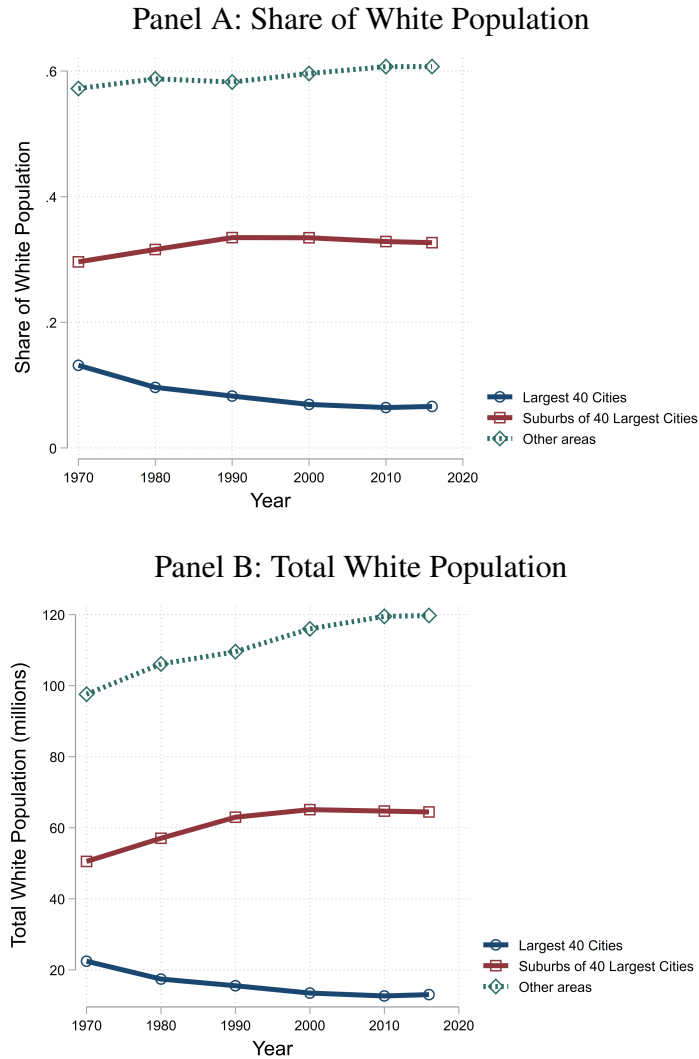 Panel A: Share of White Population
Share of White Population
.6
.4
.2
0
1970 1980 1990 2000 2010 2020
Year
Largest 40 Cities
Suburbs of 40 Largest Cities
Other areas
Panel B: Total White Population
Total White Population (millions)
120
100
80
60
40
20
1970 1980 1990 2000 2010 2020
Year
Largest 40 Cities
Suburbs of 40 Largest Cities
Other areas